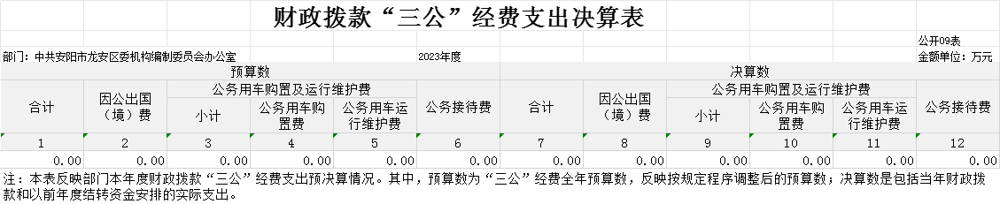 财政拨款“三公”经费支出决算表
公开09表
部门：中共安阳市龙安区委机构编制委员会办公室 2023年度 金额单位：万元
预算数 决算数
合计 因公出国（境）费 公务用车购置及运行维护费 公务接待费 合计 因公出国（境）费 公务用车购置及运行维护费 公务接待费
小计 公务用车购置费 公务用车运行维护费 小计 公务用车购置费 公务用车运行维护费
1 2 3 4 5 6 7 8 9 10 11 12
0.00 0.00 0.00 0.00 0.00 0.00 0.00 0.00 0.00 0.00 0.00 0.00
注：本表反映部门本年度财政拨款“三公”经费支出预决算情况。其中，预算数为“三公”经费全年预算数，反映按规定程序调整后的预算数；决算数是包括当年财政拨
款和以前年度结转资金安排的实际支出。